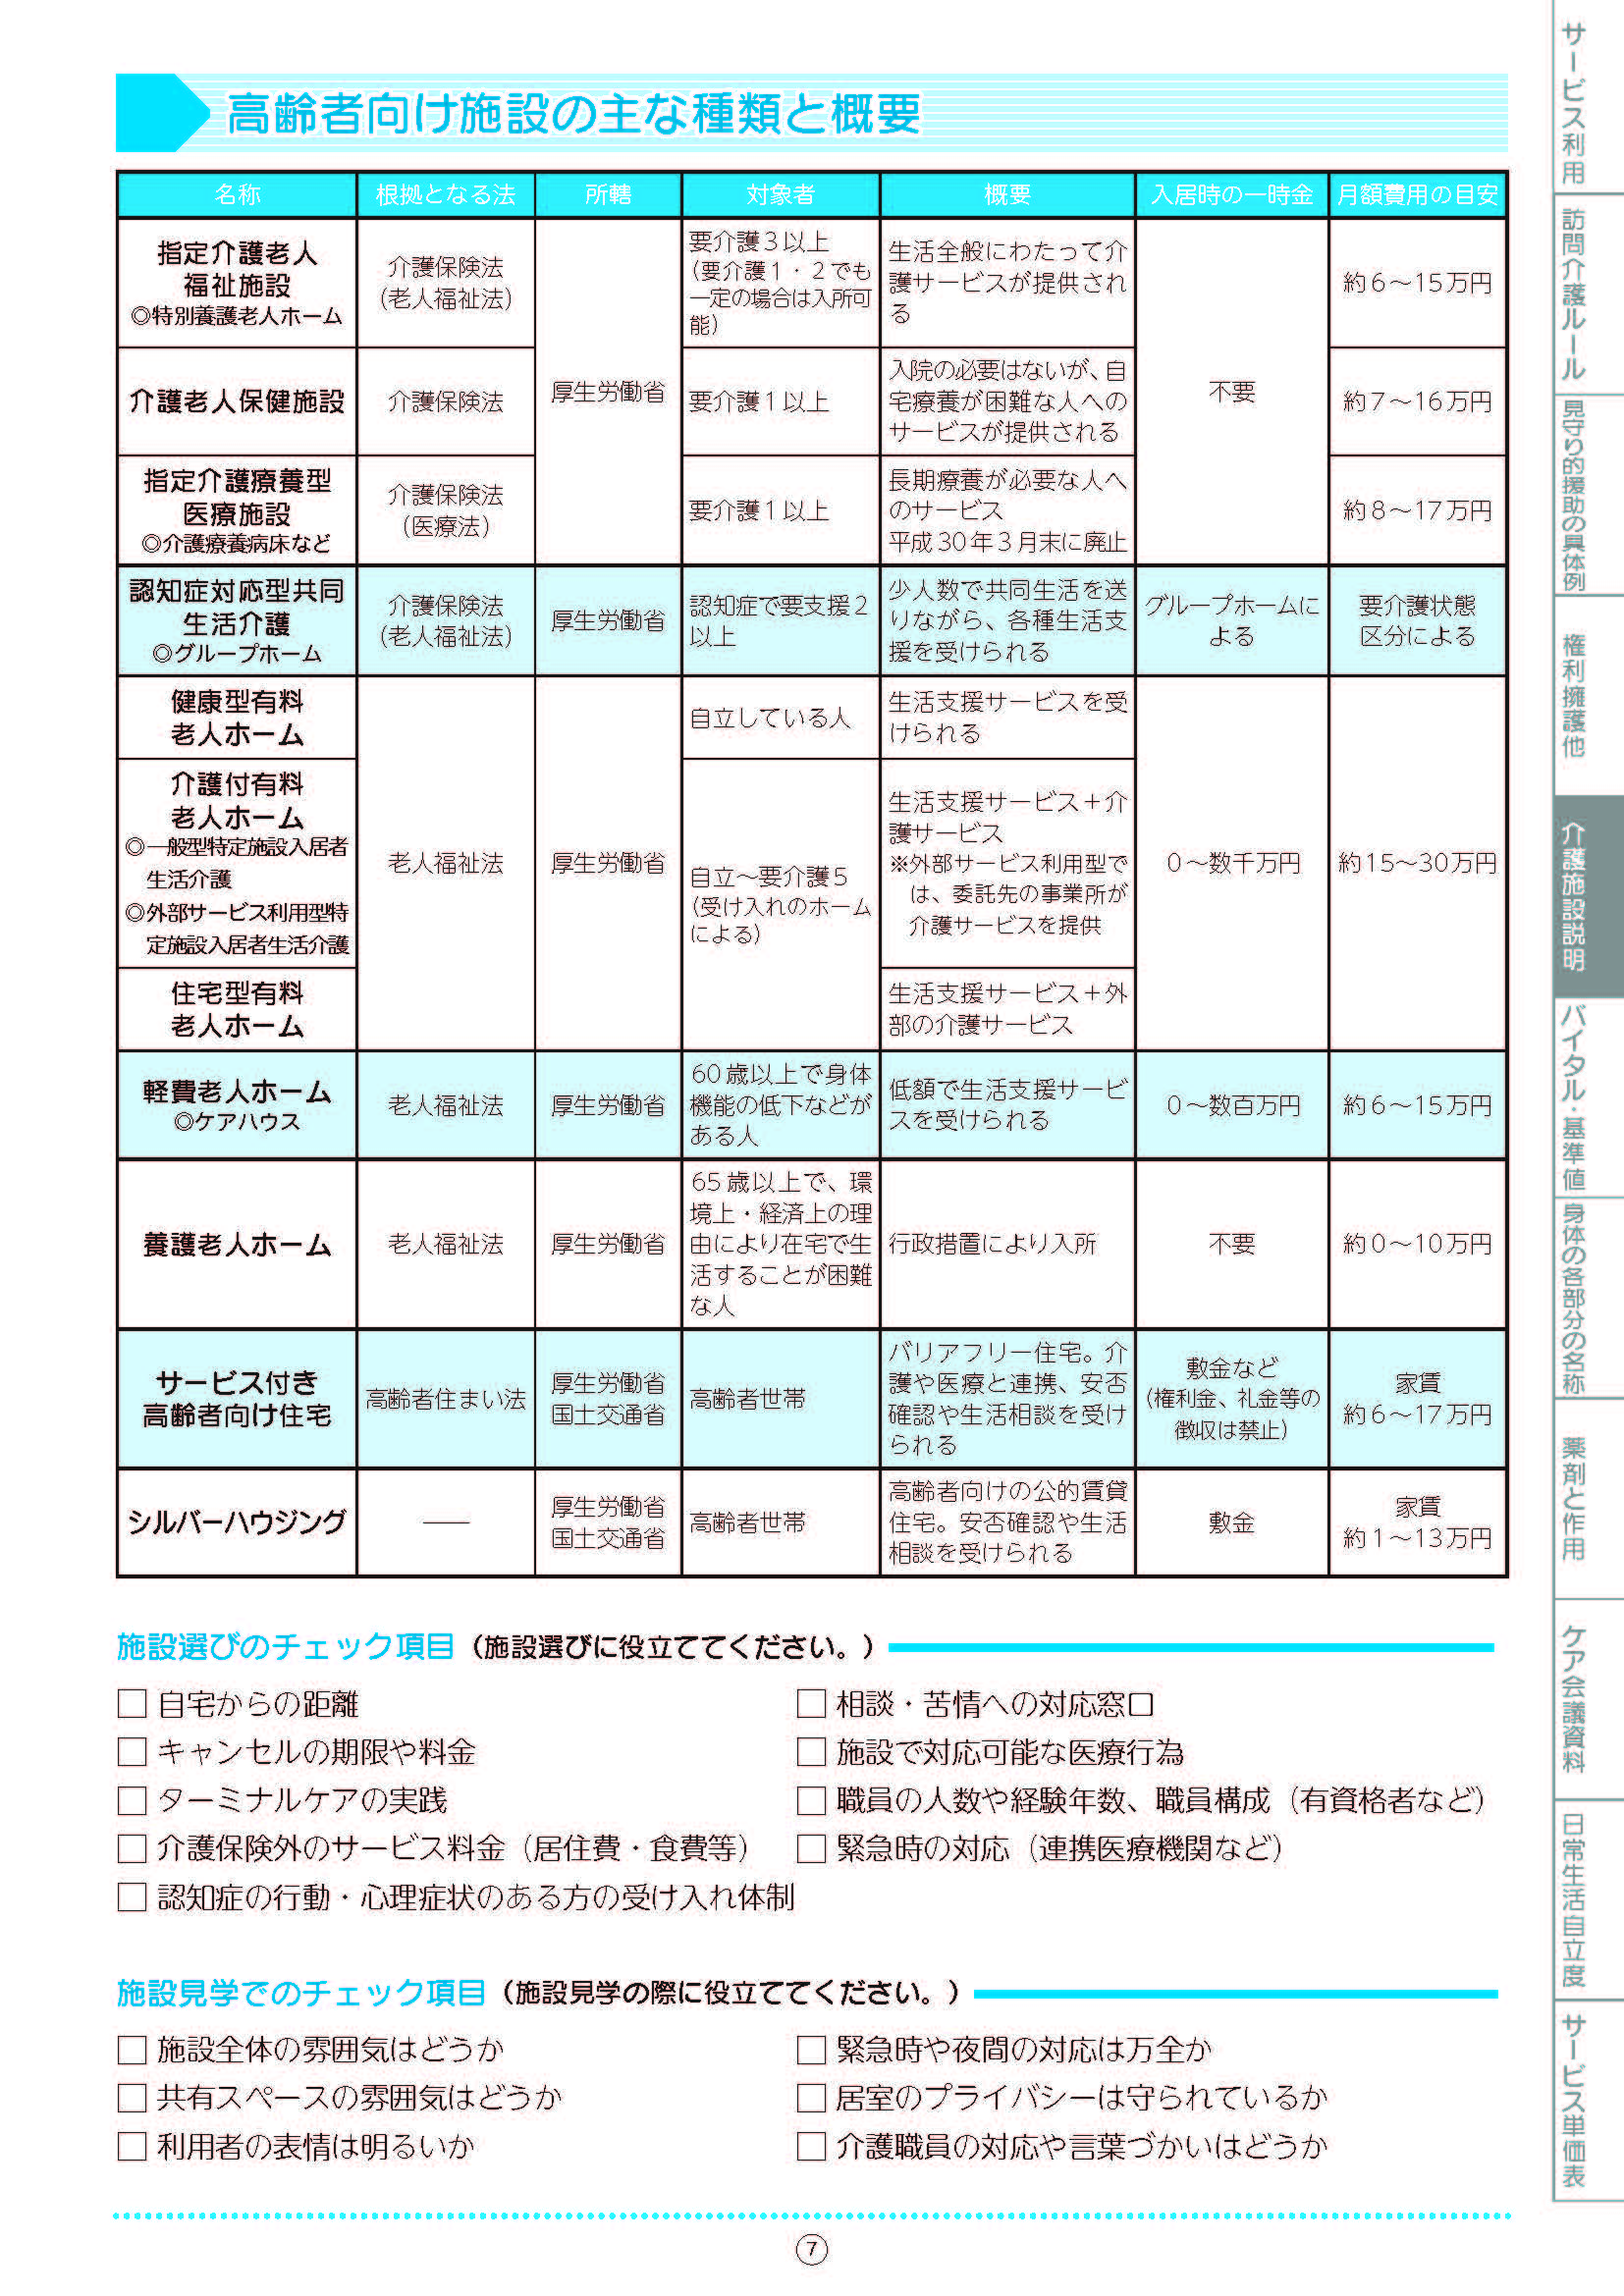 高齢者向け施設の主な種類と概要
名称
根拠となる法
所轄
対象者
概要
入居時の一時金
月額費用の目安
指定介護老人
福祉施設
◎特別養護老人ホーム
介護保険法
(老人福祉法)
厚生労働省
要介護3以上
(要介護1・2でも
一定の場合は入所可
能)
生活全般にわたって介
護サービスが提供され
る
不要
約6～15万円
介護老人保健施設
介護保険法
要介護1以上
入院の必要はないが、自
宅療養が困難な人への
サービスが提供される
約7～16万円
指定介護療養型
医療施設
◎介護療養病床など
介護保険法
(医療法)
要介護1以上
長期療養が必要な人へ
のサービス
平成30年3月末に廃止
約8～17万円
認知症対応型共同
生活介護
◎グループホーム
介護保険法
(老人福祉法)
厚生労働省
認知症で要支援2
以上
少人数で共同生活を送
りながら、各種生活支
援を受けられる
グループホームに
よる
要介護状態
区分による
健康型有料
老人ホーム
老人福祉法
厚生労働省
自立している人
生活支援サービスを受
けられる
0～数千万円
約15～30万円
介護付有料
老人ホーム
◎一般型特定施設入居者
生活介護
◎外部サービス利用型特
定施設入居者生活介護
自立～要介護5
(受け入れのホーム
による)
生活支援サービス＋介
護サービス
※外部サービス利用型で
は、委託先の事業所が
介護サービスを提供
住宅型有料
老人ホーム
生活支援サービス＋外
部の介護サービス
軽費老人ホーム
◎ケアハウス
老人福祉法
厚生労働省
60歳以上で身体
機能の低下などが
ある人
低額で生活支援サービ
スを受けられる
0～数百万円
約6～15万円
養護老人ホーム
老人福祉法
厚生労働省
65歳以上で、環
境上・経済上の理
由により在宅で生
活することが困難
な人
行政措置により入所
不要
約0～10万円
サービス付き
高齢者向け住宅
高齢者住まい法
厚生労働省
国土交通省
高齢者世帯
バリアフリー住宅。介
護や医療と連携、安否
確認や生活相談を受け
られる
敷金など
(権利金、礼金等の
徴収は禁止)
家賃
約6～17万円
シルバーハウジング
――
厚生労働省
国土交通省
高齢者世帯
高齢者向けの公的賃貸
住宅。安否確認や生活
相談を受けられる
敷金
家賃
約1～13万円
施設選びのチェック項目（施設選びに役立ててください。）
□ 自宅からの距離
□ キャンセルの期限や料金
□ ターミナルケアの実践
□ 介護保険外のサービス料金（居住費・食費等）
□ 認知症の行動・心理症状のある方の受け入れ体制
□ 相談・苦情への対応窓口
□ 施設で対応可能な医療行為
□ 職員の人数や経験年数、職員構成（有資格者など）
□ 緊急時の対応（連携医療機関など）
施設見学でのチェック項目（施設見学の際に役立ててください。）
□ 施設全体の雰囲気はどうか
□ 共有スペースの雰囲気はどうか
□ 利用者の表情は明るいか
□ 緊急時や夜間の対応は万全か
□ 居室のプライバシーは守られているか
□ 介護職員の対応や言葉づかいはどうか
⑦
サービス利用
訪問介護ルール
見守り的援助の具体例
権利擁護他
介護施設説明
バイタル・基準値
身体の各部分の名称
薬剤と作用
ケア会議資料
日常生活自立度
サービス単価表